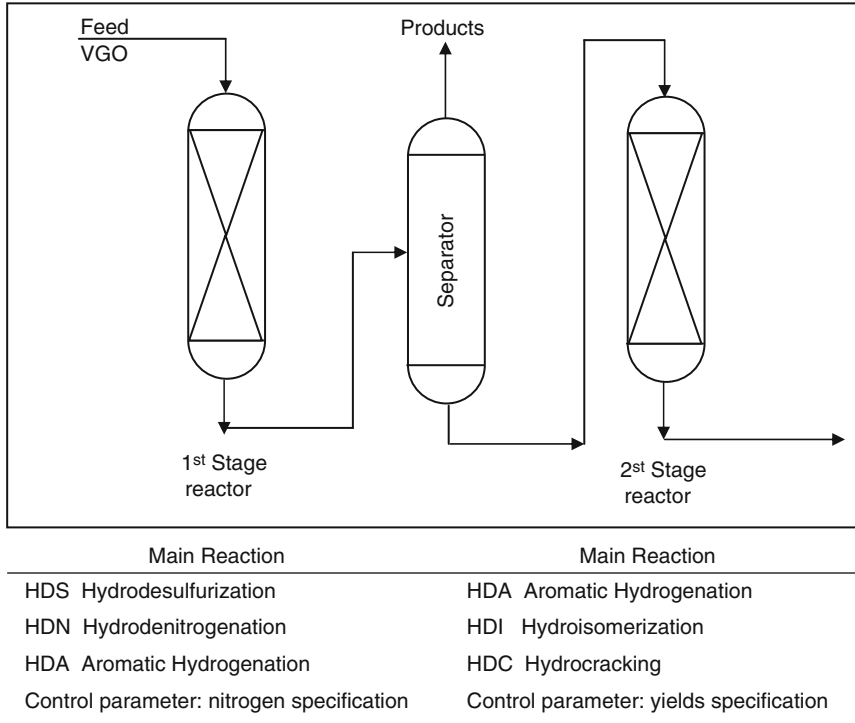 Feed
VGO
Products
Separator
1st Stage
reactor
2st Stage
reactor
Main Reaction
HDS Hydrodesulfurization
HDN Hydrodenitrogenation
HDA Aromatic Hydrogenation
Control parameter: nitrogen specification
Main Reaction
HDA Aromatic Hydrogenation
HDI Hydroisomerization
HDC Hydrocracking
Control parameter: yields specification